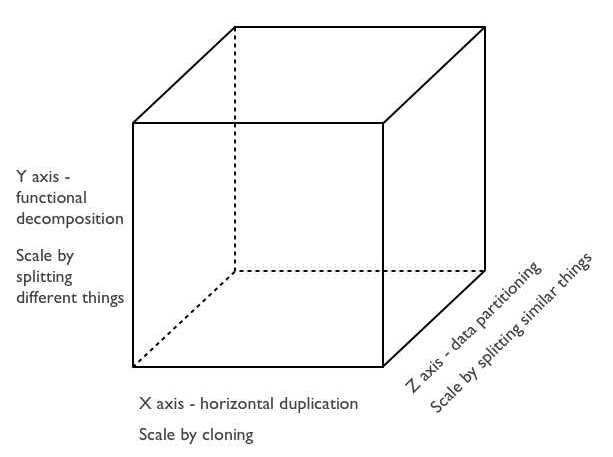 Y axis -
functional
decomposition
Scale by
splitting
different things
Z axis - data partitioning
Scale by splitting similar things
X axis - horizontal duplication
Scale by cloning